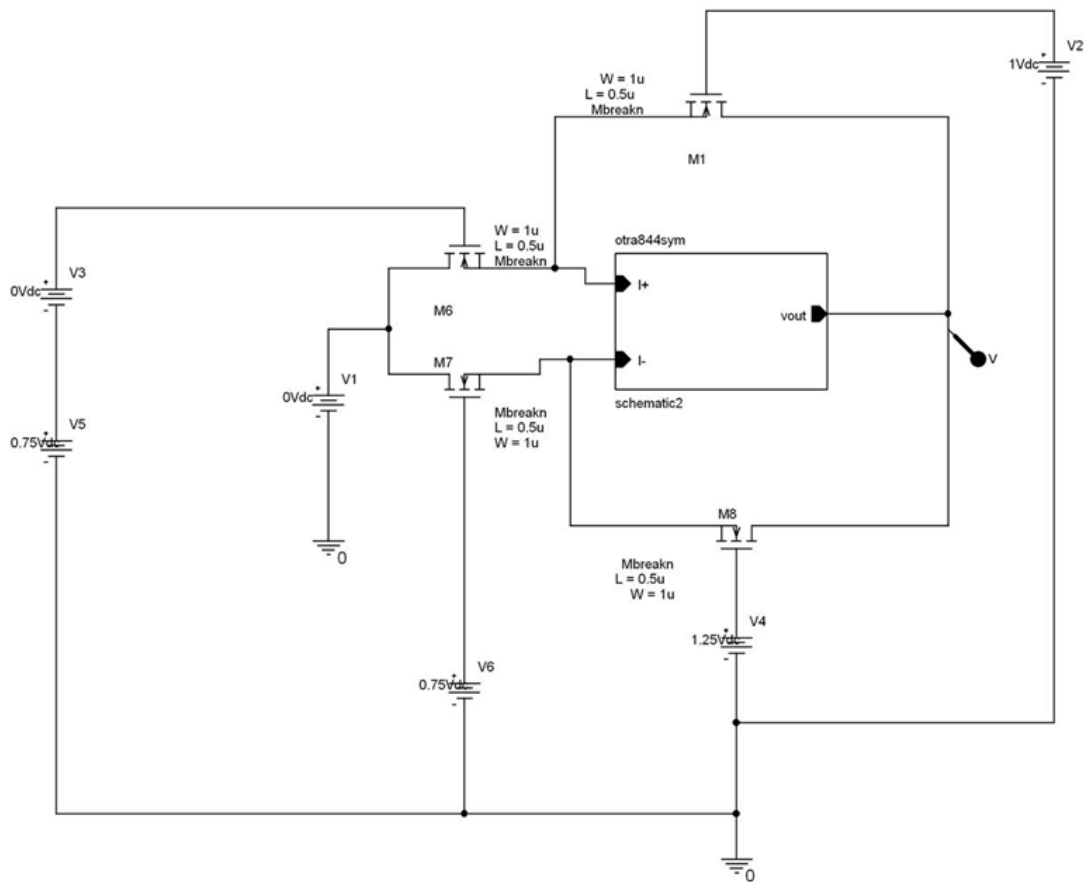 V2
1Vdc
+
-
W = 1u
L = 0.5u
Mbreakn
M1
W = 1u
L = 0.5u
Mbreakn
otra844sym
V3
0Vdc
+
-
I+
vout
V
M6
M7
I-
V1
0Vdc
+
-
schematic2
V5
0.75Vdc
+
-
Mbreakn
L = 0.5u
W = 1u
M8
0
Mbreakn
L = 0.5u
W = 1u
V4
1.25Vdc
+
-
V6
0.75Vdc
+
-
0